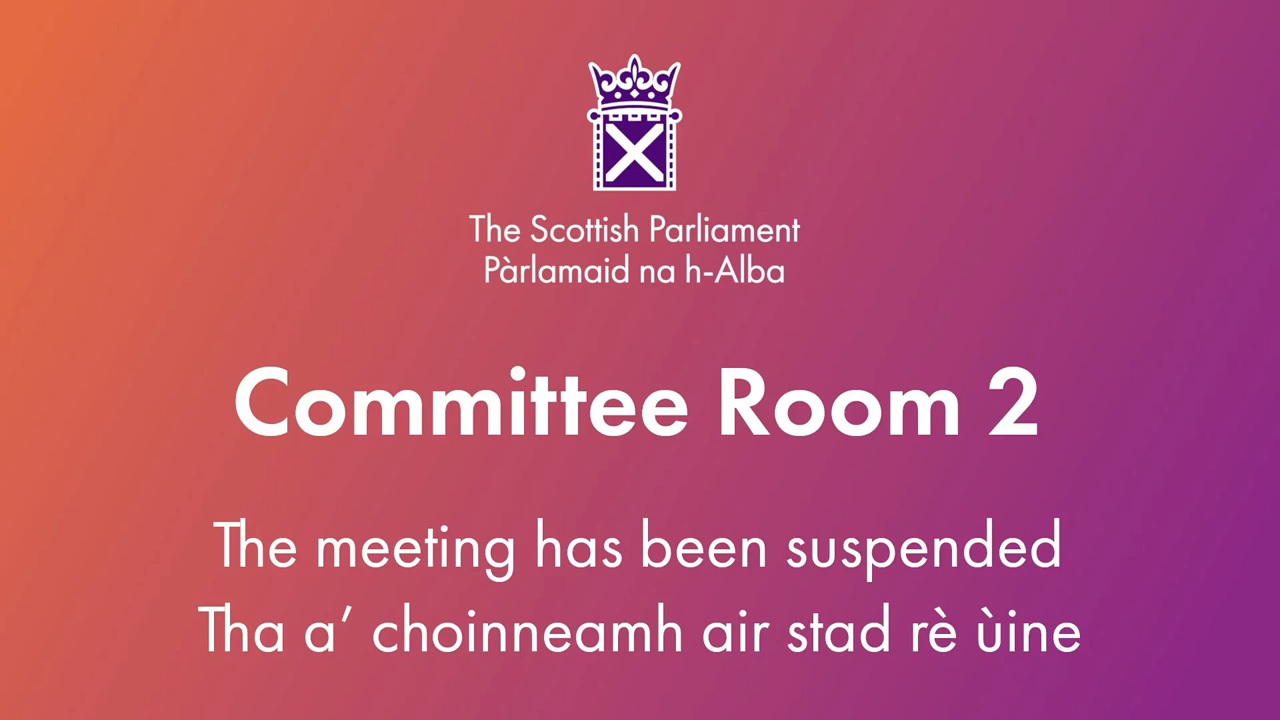 The Scottish Parliament
Pàrlamaid na h-Alba
Committee Room 2
The meeting has been suspended
Tha a’ choinneamh air stad rè ùine